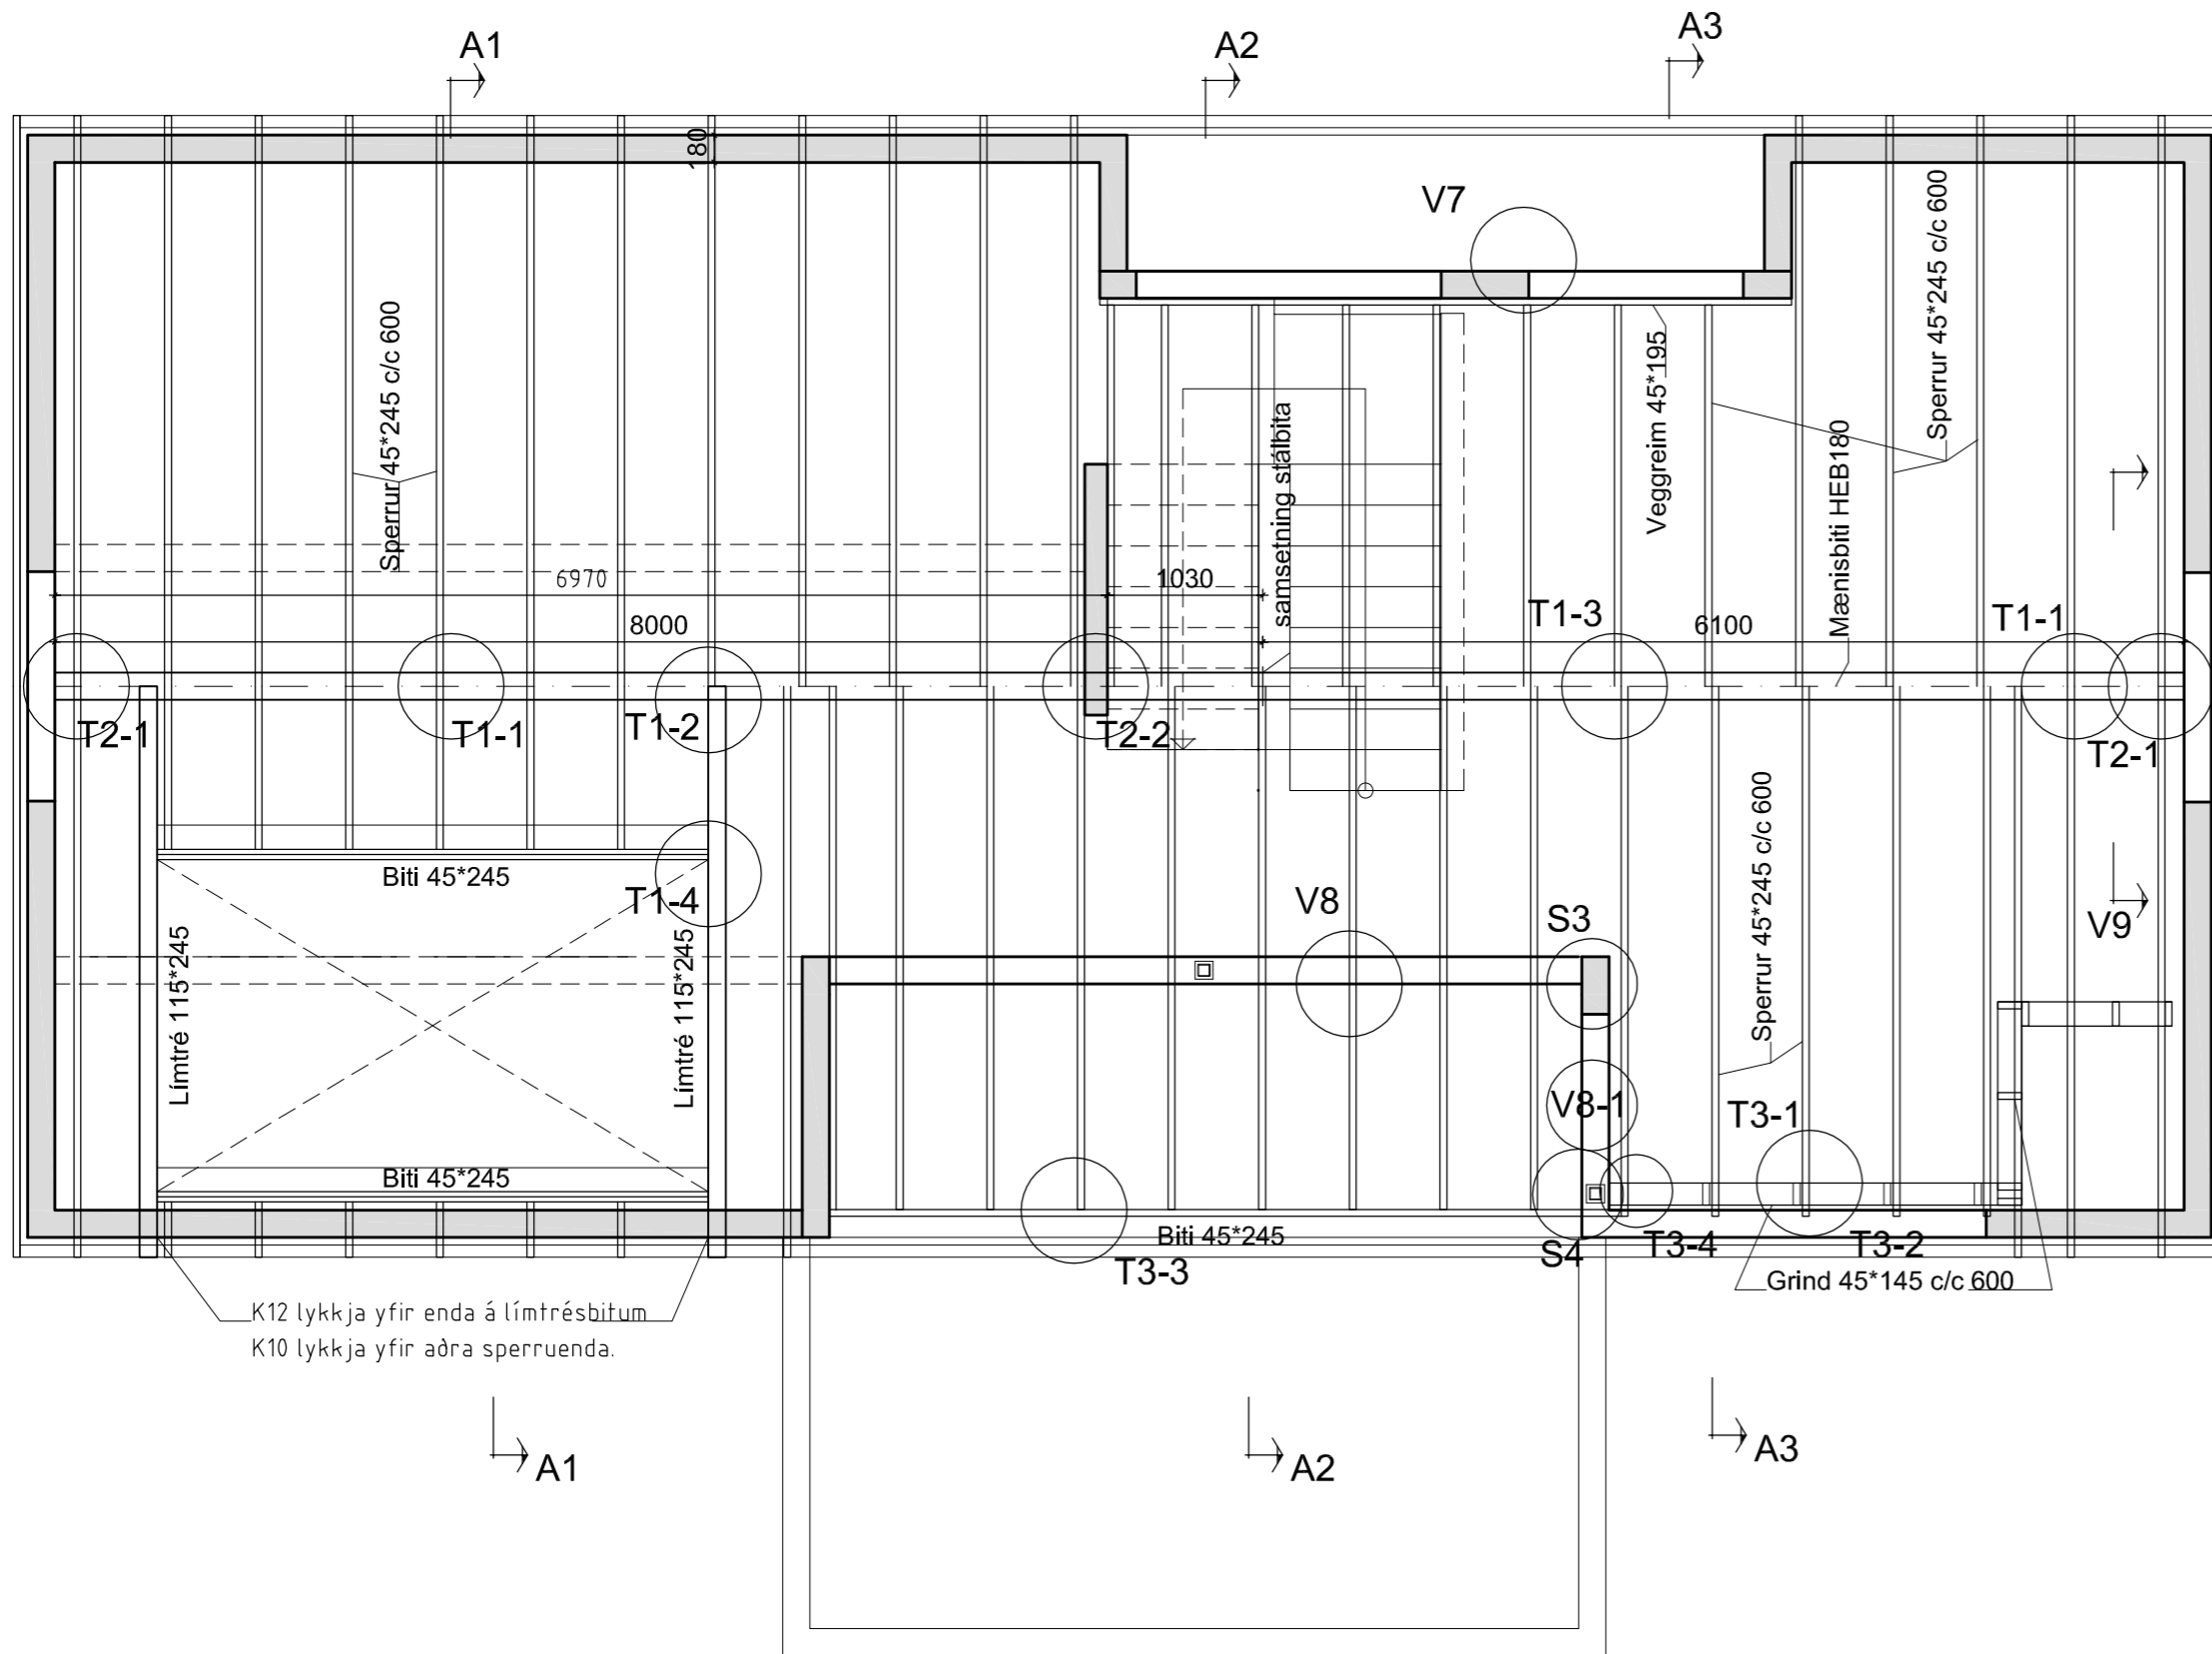 A1
A2
A3
180
V7
Sperrur 45*245 c/c 600
Sperrur 45*245 c/c 600
Veggreim 45*195
samsetning stálbita
Mænisbiti HEB180
6970
1030
8000
T1-3
6100
T1-1
T2-1
T1-1
T1-2
T2-2
T2-1
Biti 45*245
T1-4
V8
S3
Sperrur 45*245 c/c 600
V9
Límtré 115*245
Límtré 115*245
V8-1
T3-1
Biti 45*245
Biti 45*245
T3-3
S4
T3-4
T3-2
Grind 45*145 c/c 600
K12 lykkja yfir enda á límtrésbitum
K10 lykkja yfir aðra sperruenda.
A1
A2
A3